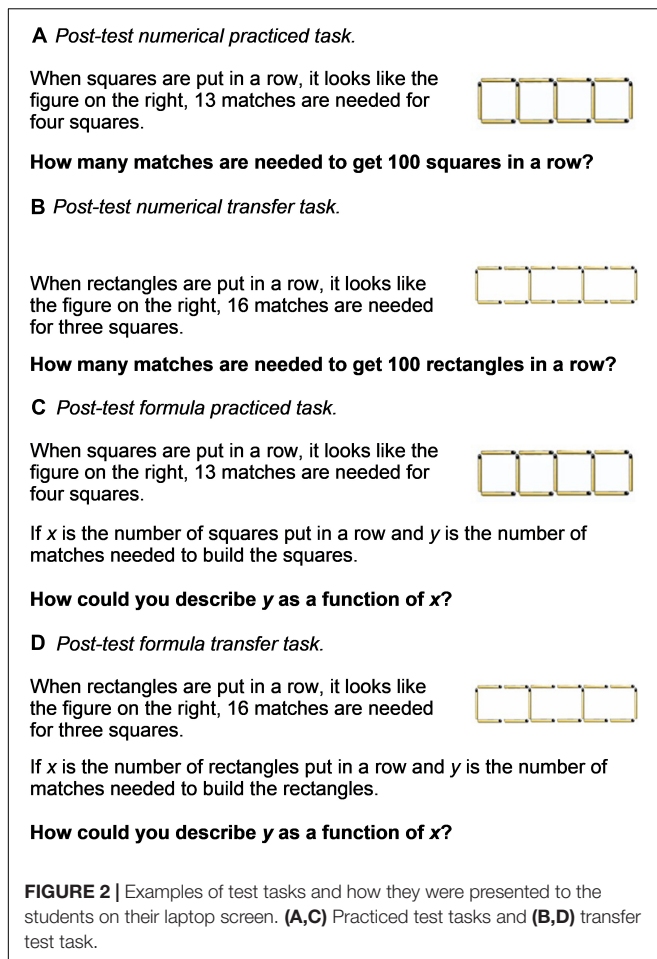 A Post-test numerical practiced task.
When squares are put in a row, it looks like the
figure on the right, 13 matches are needed for
four squares.
How many matches are needed to get 100 squares in a row?
B Post-test numerical transfer task.
When rectangles are put in a row, it looks like
the figure on the right, 16 matches are needed
for three squares.
How many matches are needed to get 100 rectangles in a row?
C Post-test formula practiced task.
When squares are put in a row, it looks like the
figure on the right, 13 matches are needed for
four squares.
If x is the number of squares put in a row and y is the number of
matches needed to build the squares.
How could you describe y as a function of x?
D Post-test formula transfer task.
When rectangles are put in a row, it looks like
the figure on the right, 16 matches are needed
for three squares.
If x is the number of rectangles put in a row and y is the number of
matches needed to build the rectangles.
How could you describe y as a function of x?
FIGURE 2 | Examples of test tasks and how they were presented to the
students on their laptop screen. (A,C) Practiced test tasks and (B,D) transfer
test task.